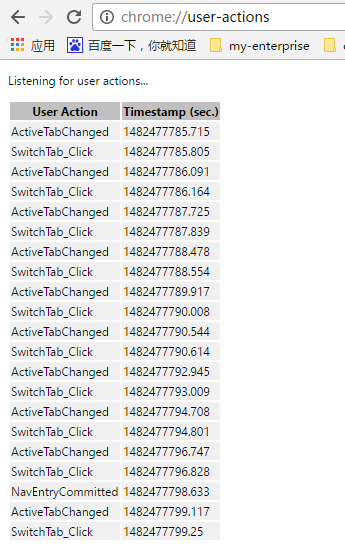 chrome://user-actions
应用 百度一下，你就知道 my-enterprise
Listening for user actions...
User Action Timestamp (sec.)
ActiveTabChanged 1482477785.715
SwitchTab_Click 1482477785.805
ActiveTabChanged 1482477786.091
SwitchTab_Click 1482477786.164
ActiveTabChanged 1482477787.725
SwitchTab_Click 1482477787.839
ActiveTabChanged 1482477788.478
SwitchTab_Click 1482477788.554
ActiveTabChanged 1482477789.917
SwitchTab_Click 1482477790.008
ActiveTabChanged 1482477790.544
SwitchTab_Click 1482477790.614
ActiveTabChanged 1482477792.945
SwitchTab_Click 1482477793.009
ActiveTabChanged 1482477794.708
SwitchTab_Click 1482477794.801
ActiveTabChanged 1482477796.747
SwitchTab_Click 1482477796.828
NavEntryCommitted 1482477798.633
ActiveTabChanged 1482477799.117
SwitchTab_Click 1482477799.25